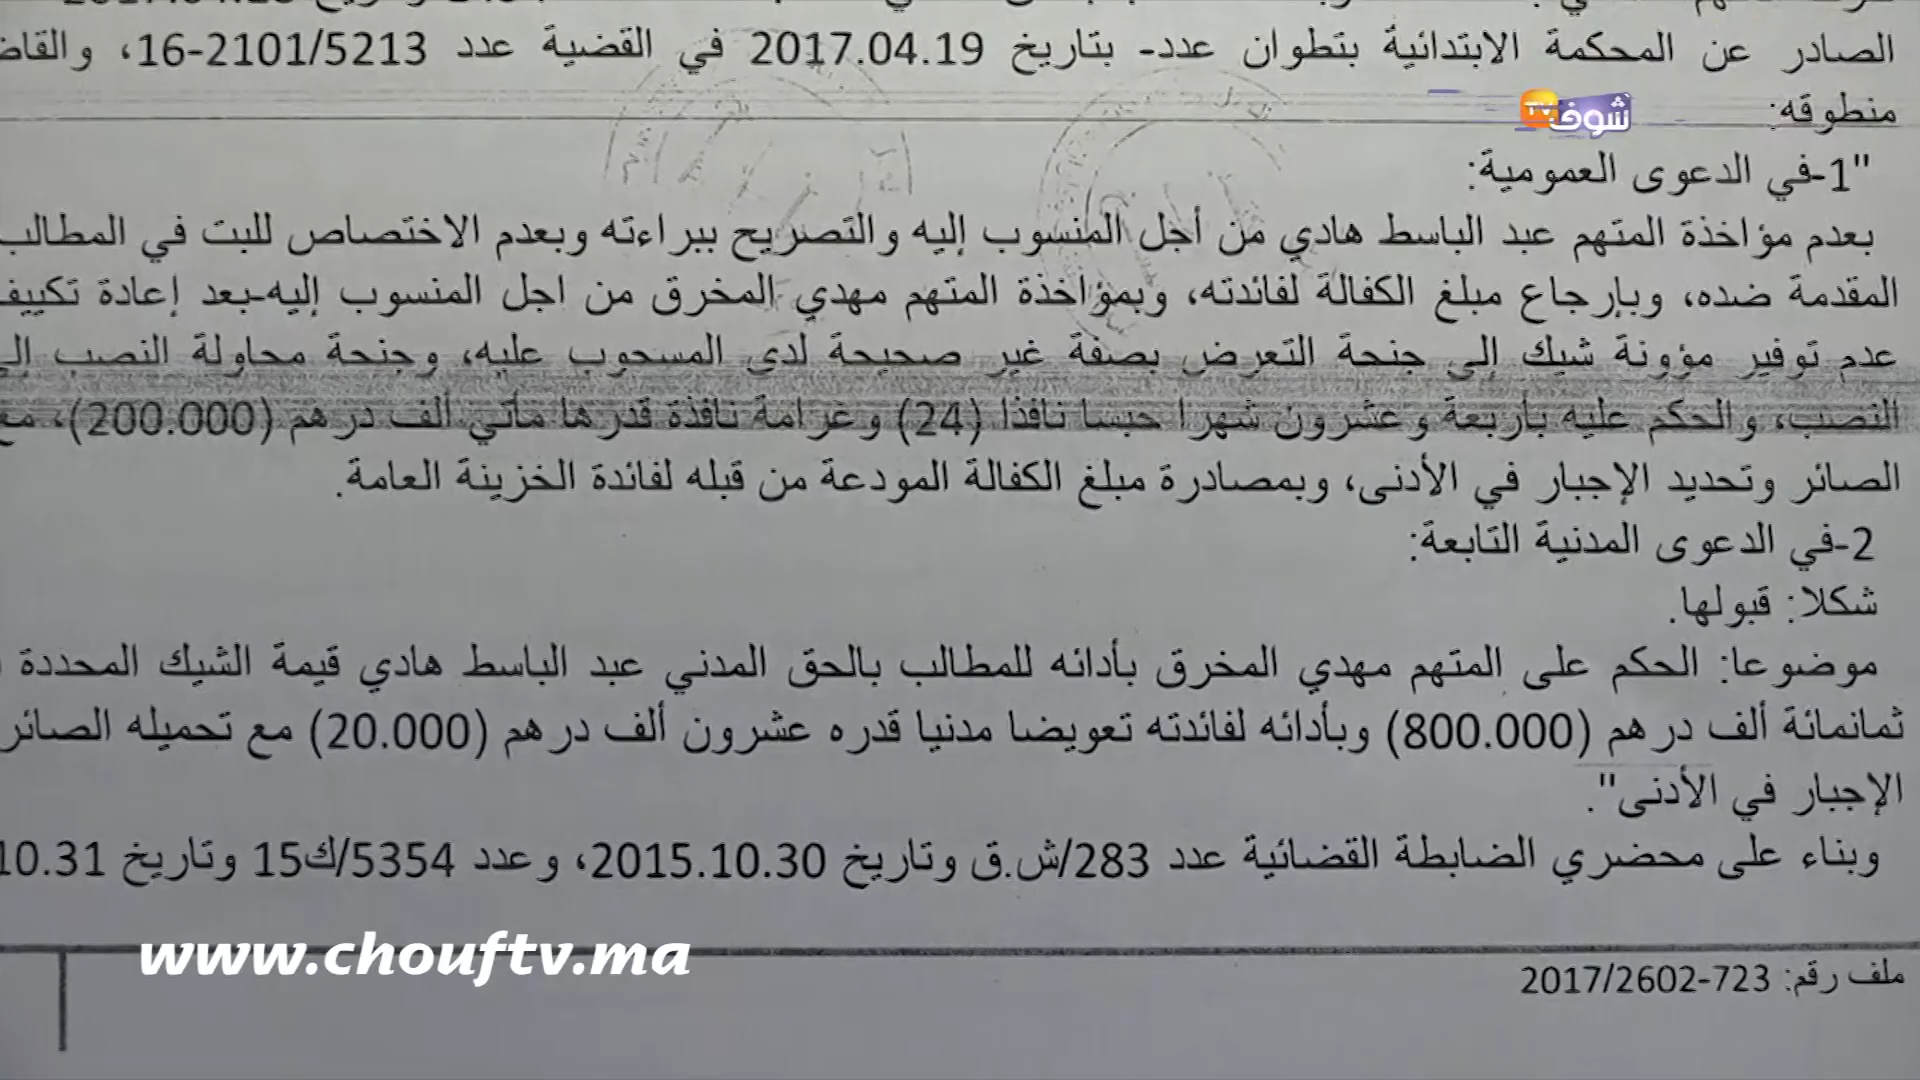 الصادر عن المحكمة الابتدائية بتطوان عدد- بتاريخ 2017.04.19 في القضية عدد 5213/2101-16، والقاض
منطوقه:
شوف TV
"1-في الدعوى العمومية:
بعدم مؤاخذة المتهم عبد الباسط هادي من أجل المنسوب إليه والتصريح ببراءته وبعدم الاختصاص للبت في المطالب
المقدمة ضده، وبإرجاع مبلغ الكفالة لفائدته، وبمؤاخذة المتهم مهدي المخرق من اجل المنسوب إليه-بعد إعادة تكييف
عدم توفير مؤونة شيك إلى جنحة التعرض بصفة غير صحيحة لدى المسحوب عليه، وجنحة محاولة النصب إلى
النصب، والحكم عليه بأربعة وعشرون شهرا حبسا نافذا (24) وغرامة نافذة قدرها مأتي ألف درهم (200.000)، مع
الصائر وتحديد الإجبار في الأدنى، وبمصادرة مبلغ الكفالة المودعة من قبله لفائدة الخزينة العامة.
2-في الدعوى المدنية التابعة:
شكلا: قبولها.
موضوعا: الحكم على المتهم مهدي المخرق بأدائه للمطالب بالحق المدني عبد الباسط هادي قيمة الشيك المحددة
ثمانمائة ألف درهم (800.000) وبأدائه لفائدته تعويضا مدنيا قدره عشرون ألف درهم (20.000) مع تحميله الصائر
الإجبار في الأدنى".
وبناء على محضري الضابطة القضائية عدد 283/ش.ق وتاريخ 2015.10.30، وعدد 5354/ك15 وتاريخ 10.31
www.chouftv.ma
ملف رقم: 723-2017/2602